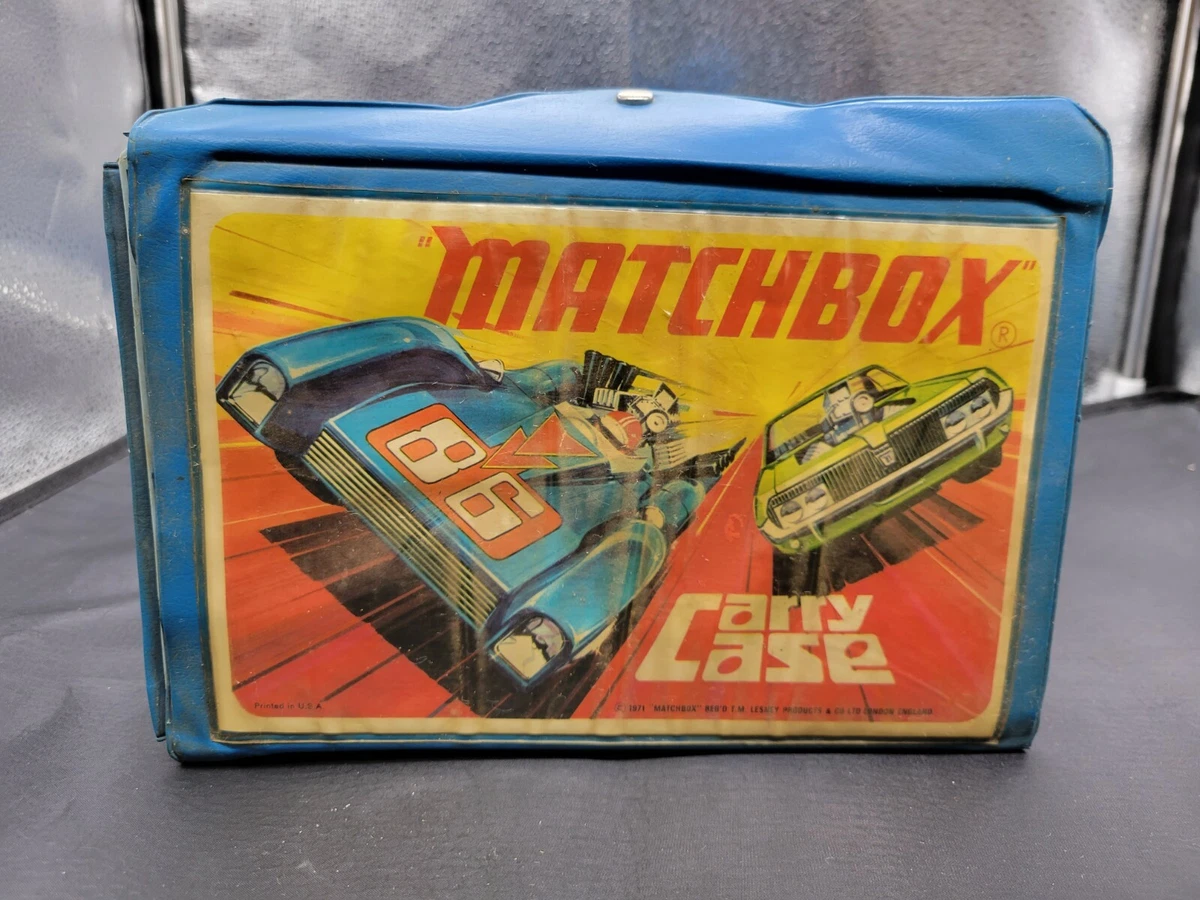 "MATCHBOX" ®
86
Carry
Case
Printed in U.S.A.
© 1971 "MATCHBOX" REG'D T.M. LESNEY PRODUCTS & CO LTD LONDON ENGLAND